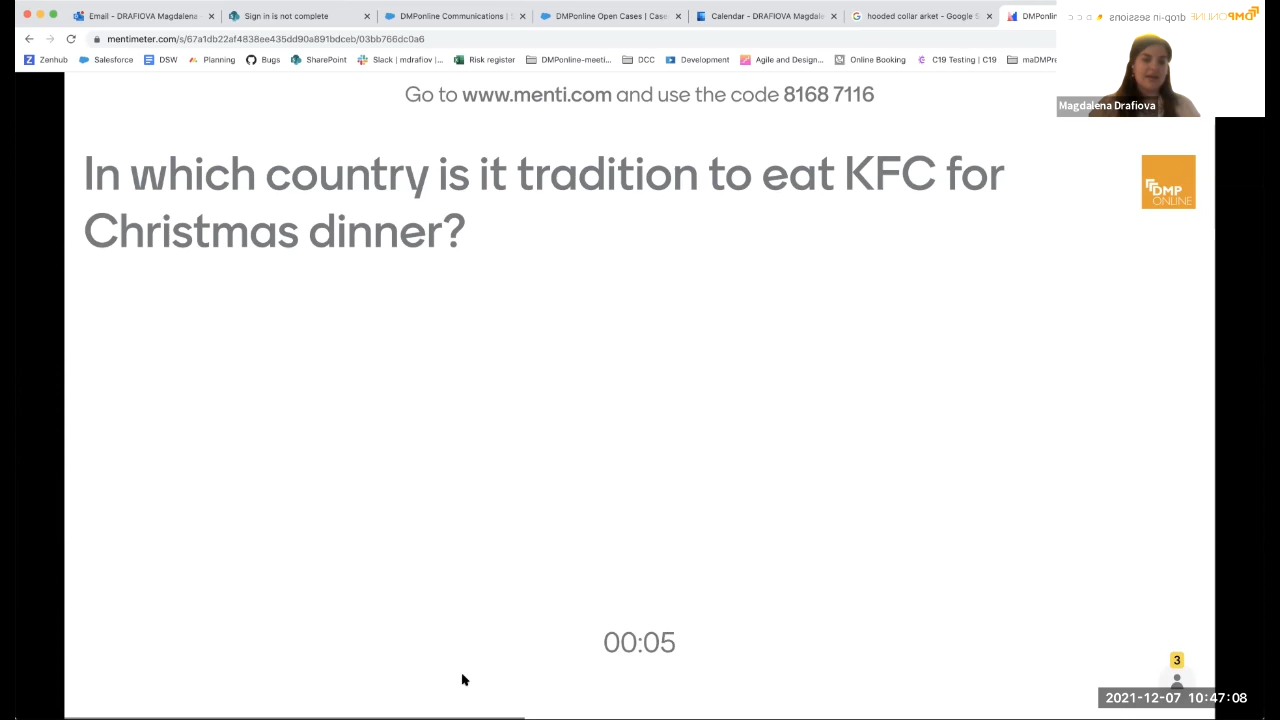 Email - DRAFIOVA Magdalena
Sign in is not complete
DMPonline Communications | S
DMPonline Open Cases | Case
Calendar - DRAFIOVA Magdale
hooded collar arket - Google S
DMPonlin
mentimeter.com/s/67a1db22af4838ee435dd90a891bdceb/03bb766dc0a6
Zenhub
Salesforce
DSW
Planning
Bugs
SharePoint
Slack | mdrafiov |...
Risk register
DMPonline-meeti...
DCC
Development
Agile and Design...
Online Booking
C19 Testing | C19
maDMPre
DMPONLINE drop-in sessions
Magdalena Drafiova
Go to www.menti.com and use the code 8168 7116
In which country is it tradition to eat KFC for
Christmas dinner?
DMP
ONLINE
00:05
3
2021-12-07 10:47:08